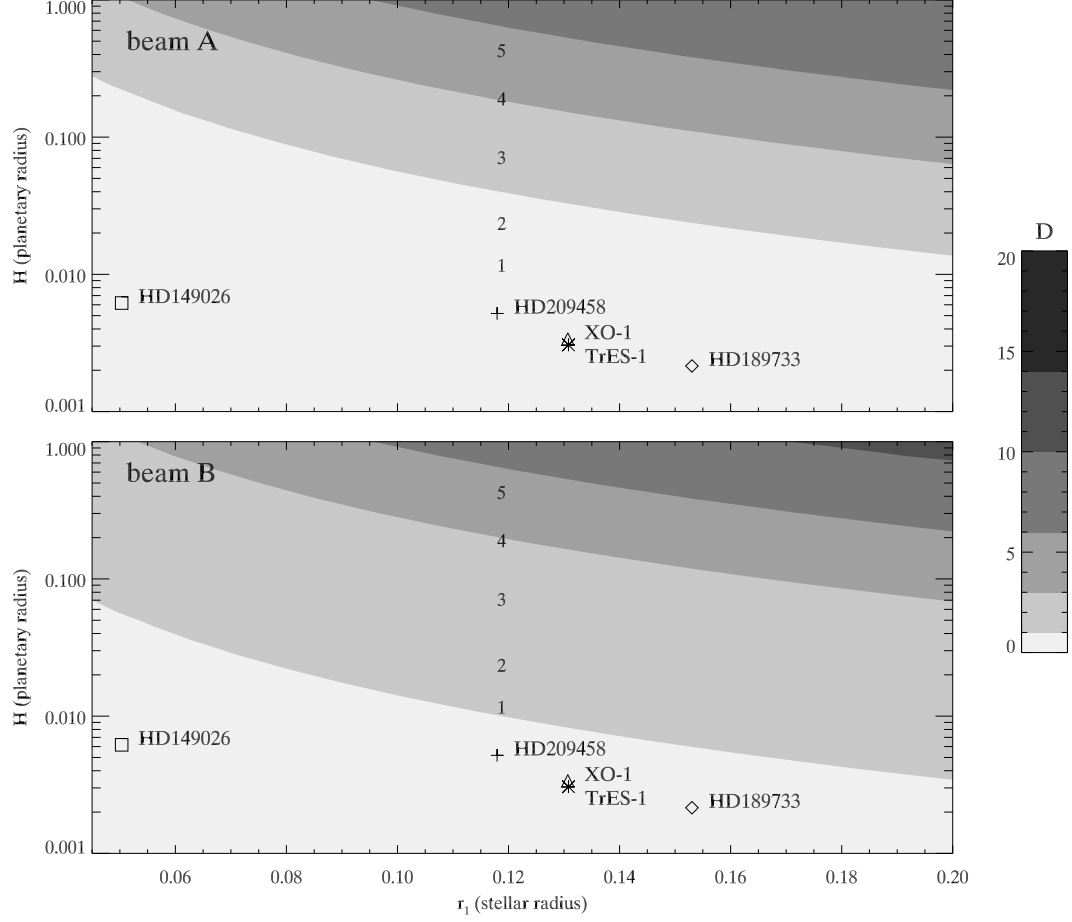 1.000
beam A
5
4
0.100
3
H (planetary radius)
2
1
0.010
HD149026
HD209458
XO-1
TrES-1
HD189733
0.001
D
20
15
10
5
0
1.000
beam B
5
4
0.100
3
H (planetary radius)
2
1
0.010
HD149026
HD209458
XO-1
TrES-1
HD189733
0.001
0.06 0.08 0.10 0.12 0.14 0.16 0.18 0.20
r1 (stellar radius)